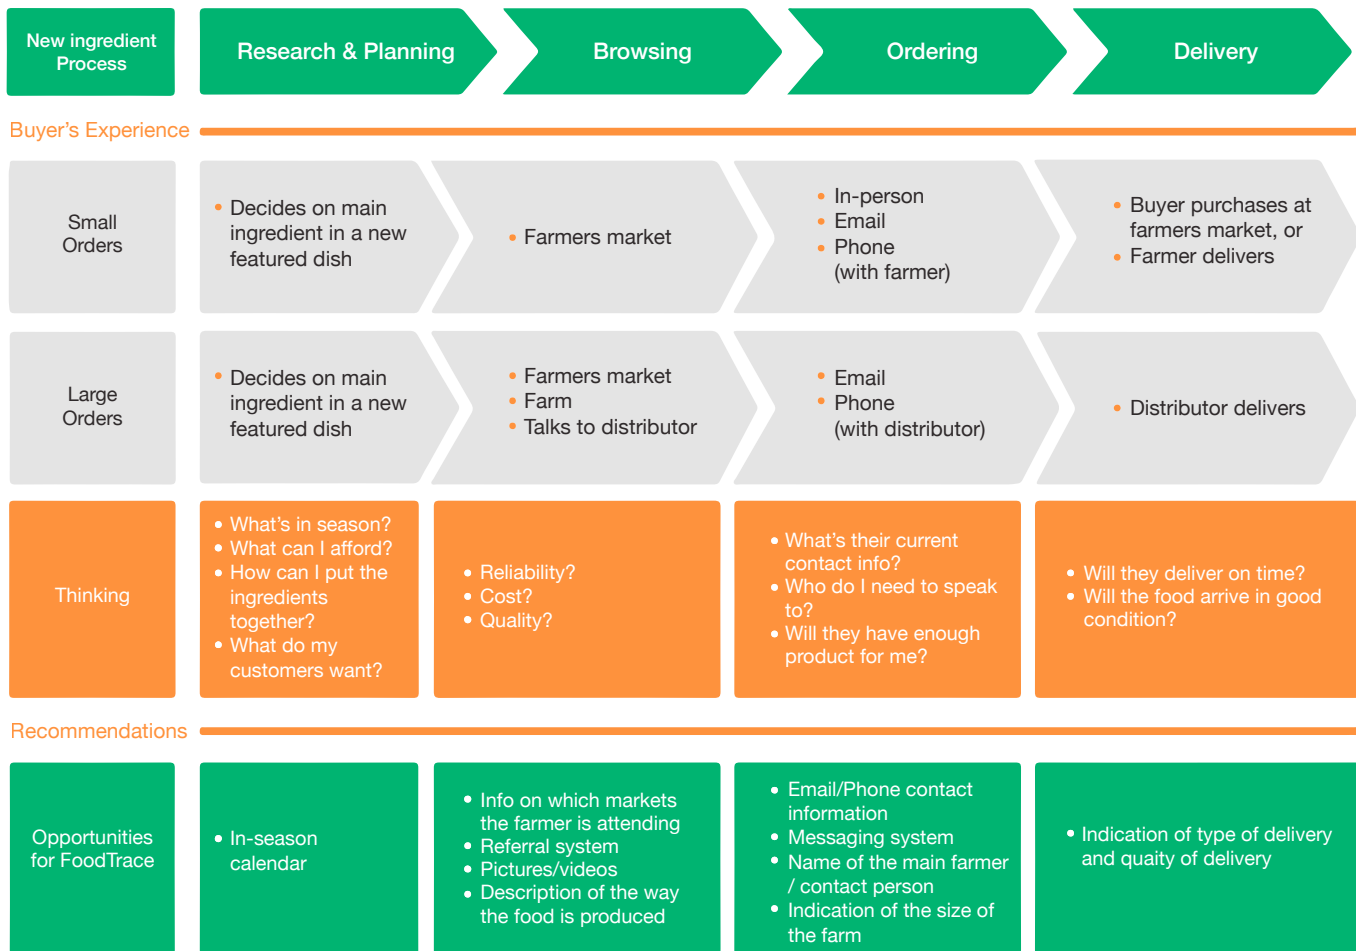 New ingredient
Process
Research & Planning
Browsing
Ordering
Delivery
Buyer's Experience
Small
Orders
• Decides on main
ingredient in a new
featured dish
• Farmers market
• In-person
• Email
• Phone
(with farmer)
• Buyer purchases at
farmers market, or
• Farmer delivers
Large
Orders
• Decides on main
ingredient in a new
featured dish
• Farmers market
• Farm
• Talks to distributor
• Email
• Phone
(with distributor)
• Distributor delivers
Thinking
• What's in season?
• What can I afford?
• How can I put the
ingredients
together?
• What do my
customers want?
• Reliability?
• Cost?
• Quality?
• What's their current
contact info?
• Who do I need to speak
to?
• Will they have enough
product for me?
• Will they deliver on time?
• Will the food arrive in good
condition?
Recommendations
Opportunities
for FoodTrace
• In-season
calendar
• Info on which markets
the farmer is attending
• Referral system
• Pictures/videos
• Description of the way
the food is produced
• Email/Phone contact
information
• Messaging system
• Name of the main farmer
/ contact person
• Indication of the size of
the farm
• Indication of type of delivery
and quaity of delivery